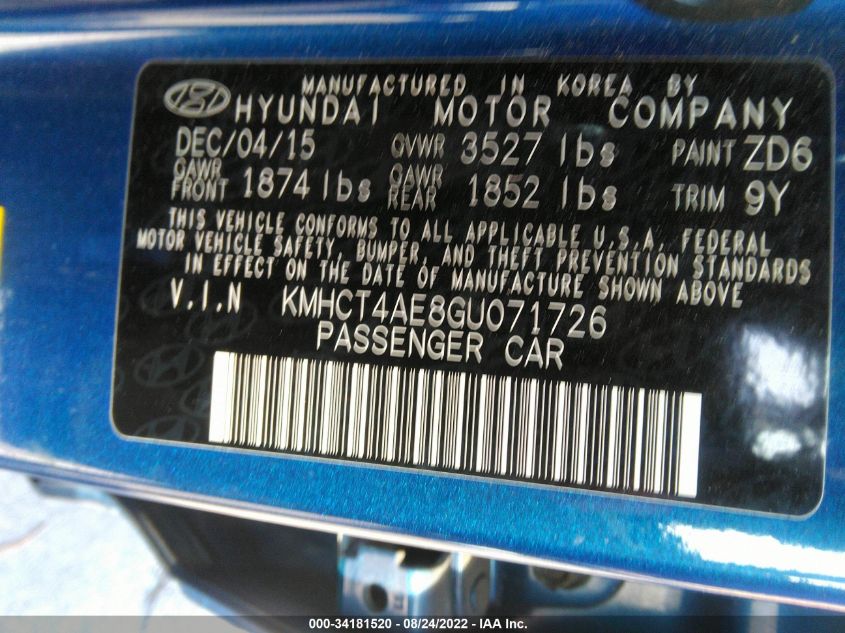 MANUFACTURED IN KOREA BY
HYUNDAI MOTOR COMPANY
DEC/04/15 GVWR 3527 lbs PAINT ZD6
GAWR FRONT 1874 lbs GAWR REAR 1852 lbs TRIM 9Y
THIS VEHICLE CONFORMS TO ALL APPLICABLE U.S.A. FEDERAL
MOTOR VEHICLE SAFETY, BUMPER, AND THEFT PREVENTION STANDARDS
IN EFFECT ON THE DATE OF MANUFACTURE SHOWN ABOVE
V.I.N KMHCT4AE8GU071726
PASSENGER CAR
000-34181520 - 08/24/2022 - IAA Inc.